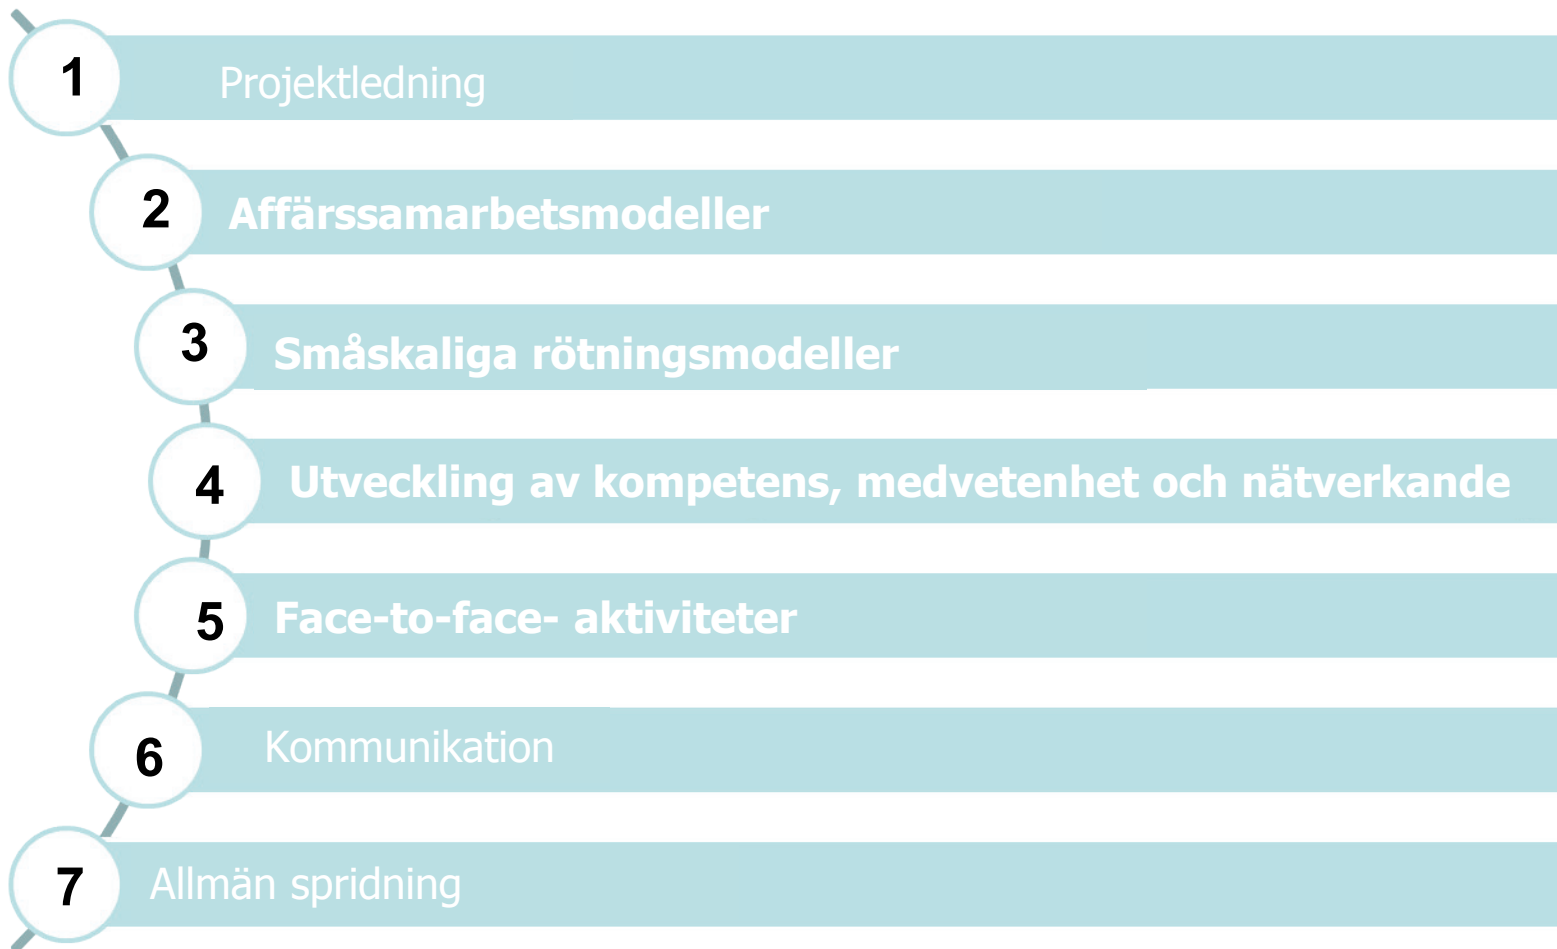 1 Projektledning
2 Affärssamarbetsmodeller
3 Småskaliga rötningsmodeller
4 Utveckling av kompetens, medvetenhet och nätverkande
5 Face-to-face- aktiviteter
6 Kommunikation
7 Allmän spridning